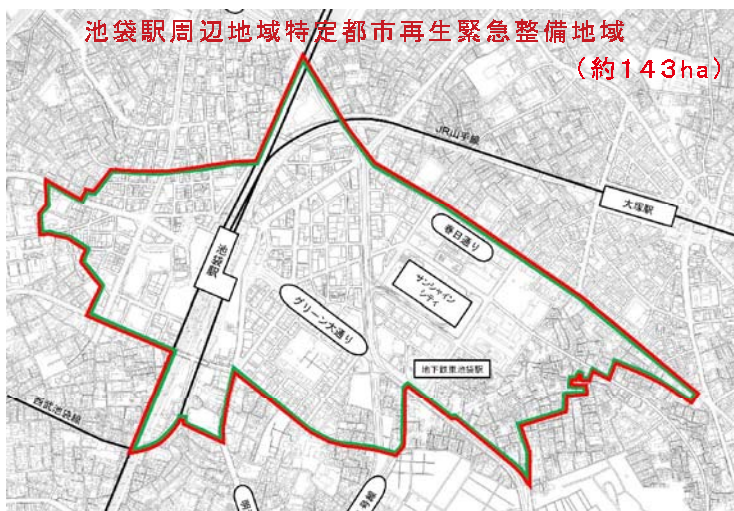 池袋駅周辺地域特定都市再生緊急整備地域
（約143ha）
JR山手線
大塚駅
春日通り
池袋駅
サンシャイン
シティ
グリーン大通り
地下鉄東池袋駅
西武池袋線
号線